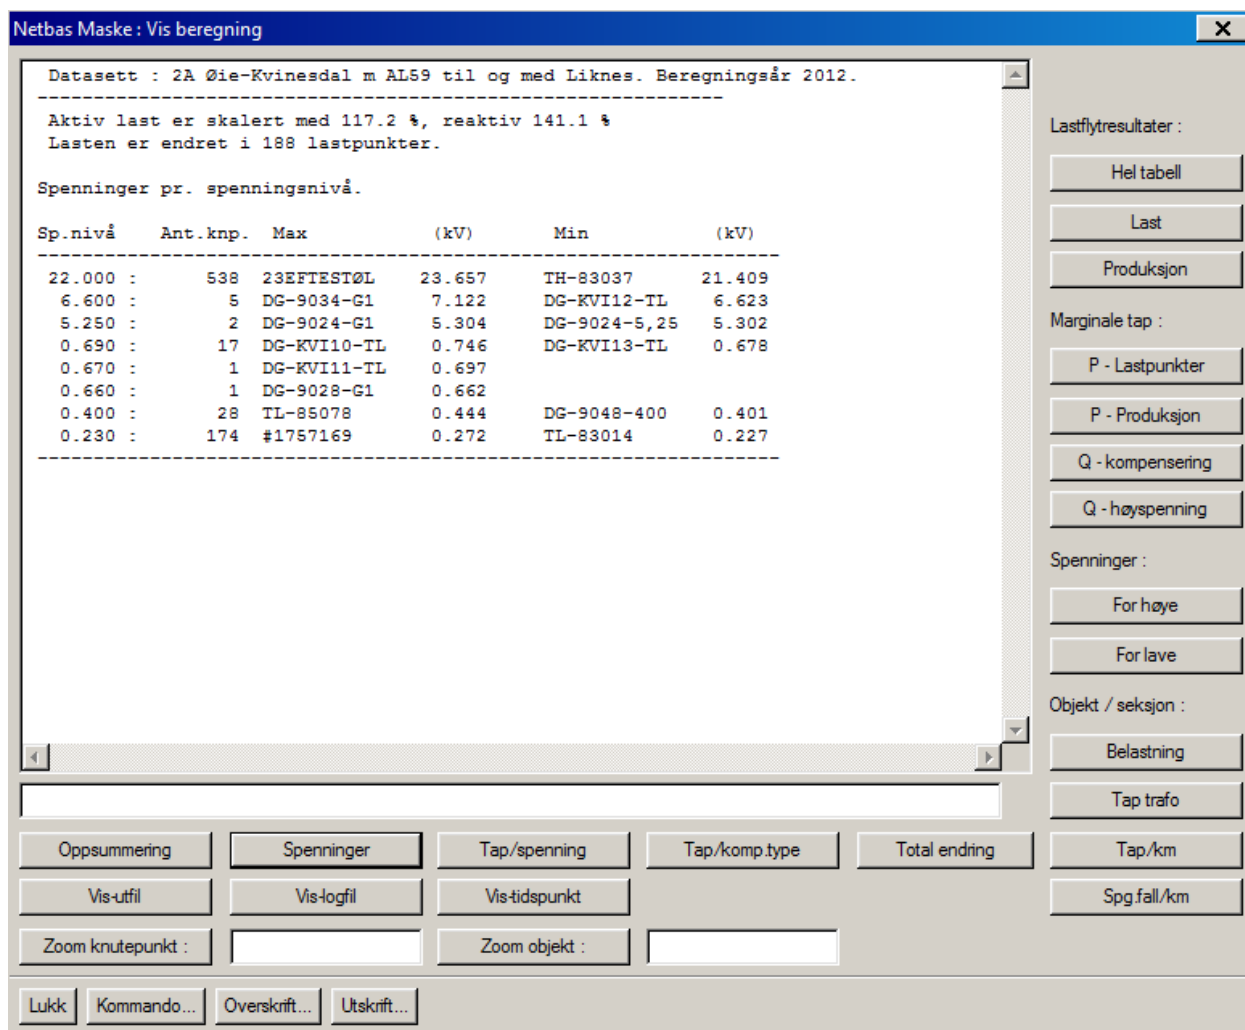 Netbas Maske : Vis beregning
Datasett : 2A Øie-Kvinesdal m AL59 til og med Liknes. Beregningsår 2012.
Aktiv last er skalert med 117.2 %, reaktiv 141.1 %
Lasten er endret i 188 lastpunkter.
Spenninger pr. spenningsnivå.
Sp.nivå Ant.knp. Max (kV) Min (kV)
22.000 : 538 23EFTESTØL 23.657 TH-83037 21.409
6.600 : 5 DG-9034-G1 7.122 DG-KVI12-TL 6.623
5.250 : 2 DG-9024-G1 5.304 DG-9024-5,25 5.302
0.690 : 17 DG-KVI10-TL 0.746 DG-KVI13-TL 0.678
0.670 : 1 DG-KVI11-TL 0.697
0.660 : 1 DG-9028-G1 0.662
0.400 : 28 TL-85078 0.444 DG-9048-400 0.401
0.230 : 174 #1757169 0.272 TL-83014 0.227
Lastflytresultater :
Hel tabell
Last
Produksjon
Marginale tap :
P - Lastpunkter
P - Produksjon
Q - kompensering
Q - høyspenning
Spenninger :
For høye
For lave
Objekt / seksjon :
Belastning
Tap trafo
Oppsummering Spenninger Tap/spenning Tap/komp.type Total endring Tap/km
Vis-utfil Vis-logfil Vis-tidspunkt Spg.fall/km
Zoom knutepunkt : Zoom objekt :
Lukk Kommando... Overskrift... Utskrift...